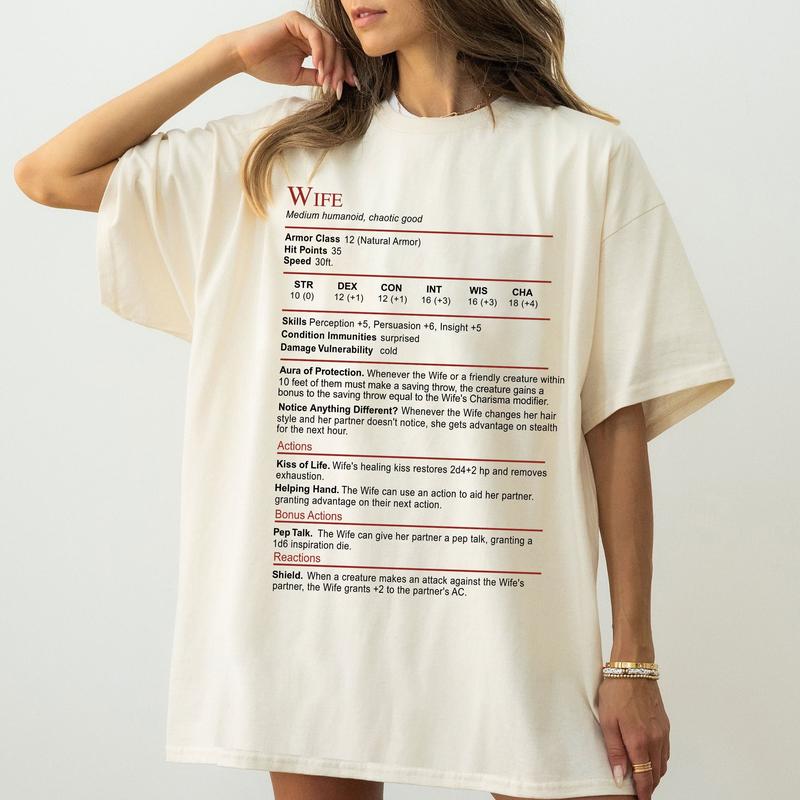 WIFE
Medium humanoid, chaotic good
Armor Class 12 (Natural Armor)
Hit Points 35
Speed 30ft.
STR DEX CON INT WIS CHA
10 (0) 12 (+1) 12 (+1) 16 (+3) 16 (+3) 18 (+4)
Skills Perception +5, Persuasion +6, Insight +5
Condition Immunities surprised
Damage Vulnerability cold
Aura of Protection. Whenever the Wife or a friendly creature within
10 feet of them must make a saving throw, the creature gains a
bonus to the saving throw equal to the Wife's Charisma modifier.
Notice Anything Different? Whenever the Wife changes her hair
style and her partner doesn't notice, she gets advantage on stealth
for the next hour.
Actions
Kiss of Life. Wife's healing kiss restores 2d4+2 hp and removes
exhaustion.
Helping Hand. The Wife can use an action to aid her partner.
granting advantage on their next action.
Bonus Actions
Pep Talk. The Wife can give her partner a pep talk, granting a
1d6 inspiration die.
Reactions
Shield. When a creature makes an attack against the Wife's
partner, the Wife grants +2 to the partner's AC.